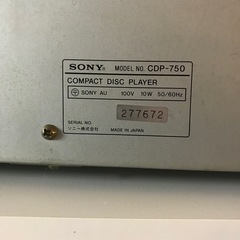 SONY® MODEL NO. CDP-750
COMPACT DISC PLAYER
SONY AU 100V 10W 50/60Hz
277672
SERIAL NO.
ソニー株式会社 MADE IN JAPAN